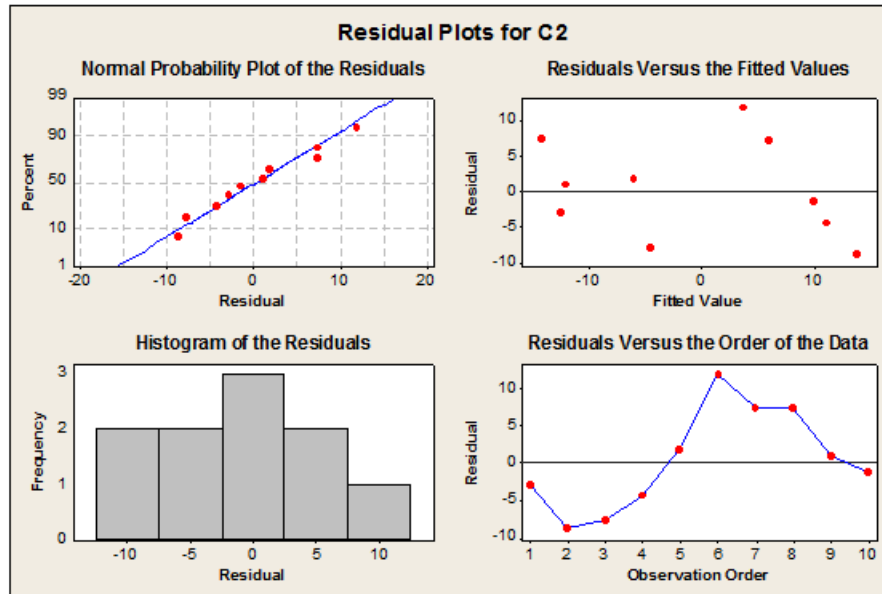 Residual Plots for C2
Normal Probability Plot of the Residuals
99
90
50
10
1
Percent
-20 -10 0 10 20
Residual
Residuals Versus the Fitted Values
10
5
0
-5
-10
Residual
-10 0 10
Fitted Value
Histogram of the Residuals
3
2
1
0
Frequency
-10 -5 0 5 10
Residual
Residuals Versus the Order of the Data
10
5
0
-5
-10
Residual
1 2 3 4 5 6 7 8 9 10
Observation Order